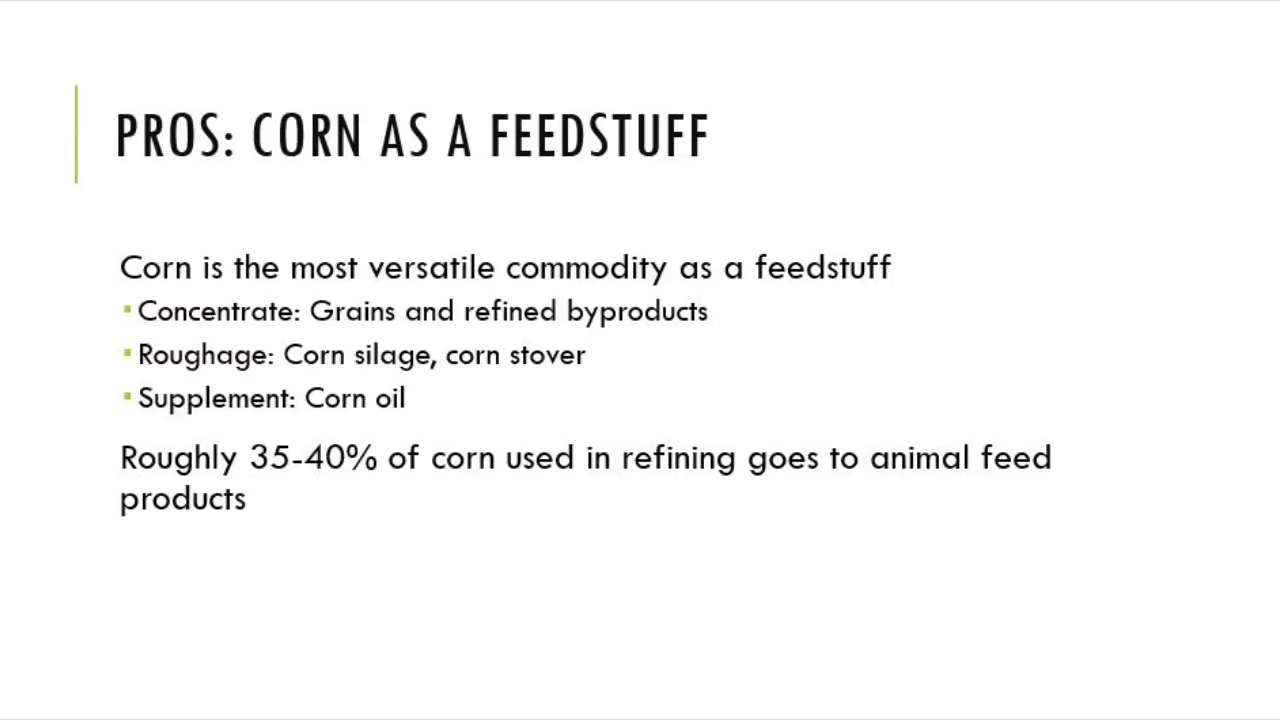 PROS: CORN AS A FEEDSTUFF
Corn is the most versatile commodity as a feedstuff
▪ Concentrate: Grains and refined byproducts
▪ Roughage: Corn silage, corn stover
▪ Supplement: Corn oil
Roughly 35-40% of corn used in refining goes to animal feed
products